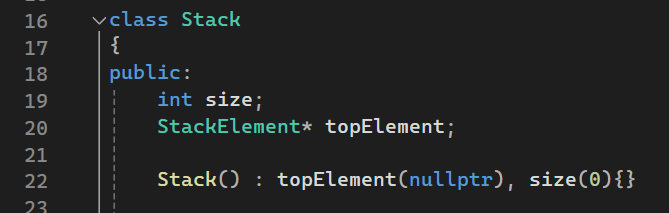 16 class Stack
17 {
18 public:
19 int size;
20 StackElement* topElement;
21
22 Stack() : topElement(nullptr), size(0){}
23